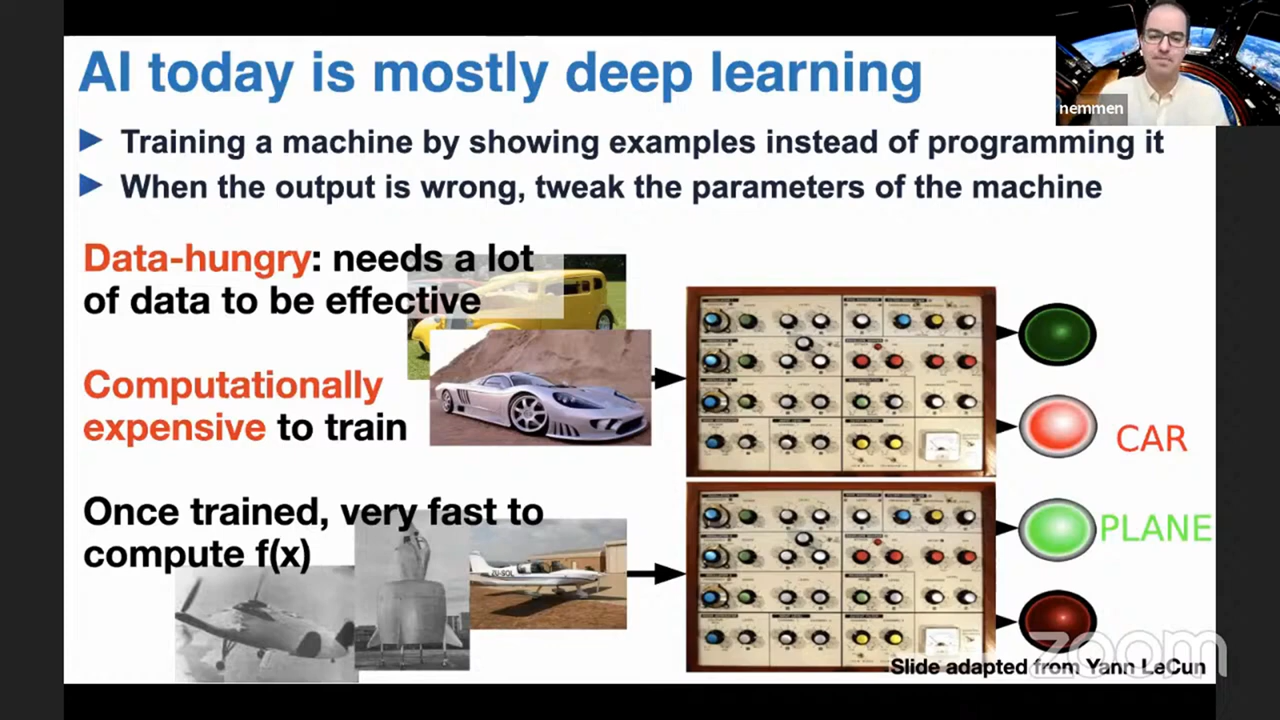 AI today is mostly deep learning
nemmen
Training a machine by showing examples instead of programming it
When the output is wrong, tweak the parameters of the machine
Data-hungry: needs a lot
of data to be effective
Computationally
expensive to train
CAR
Once trained, very fast to
compute f(x)
PLANE
ZU-SOL
zoom
Slide adapted from Yann LeCun